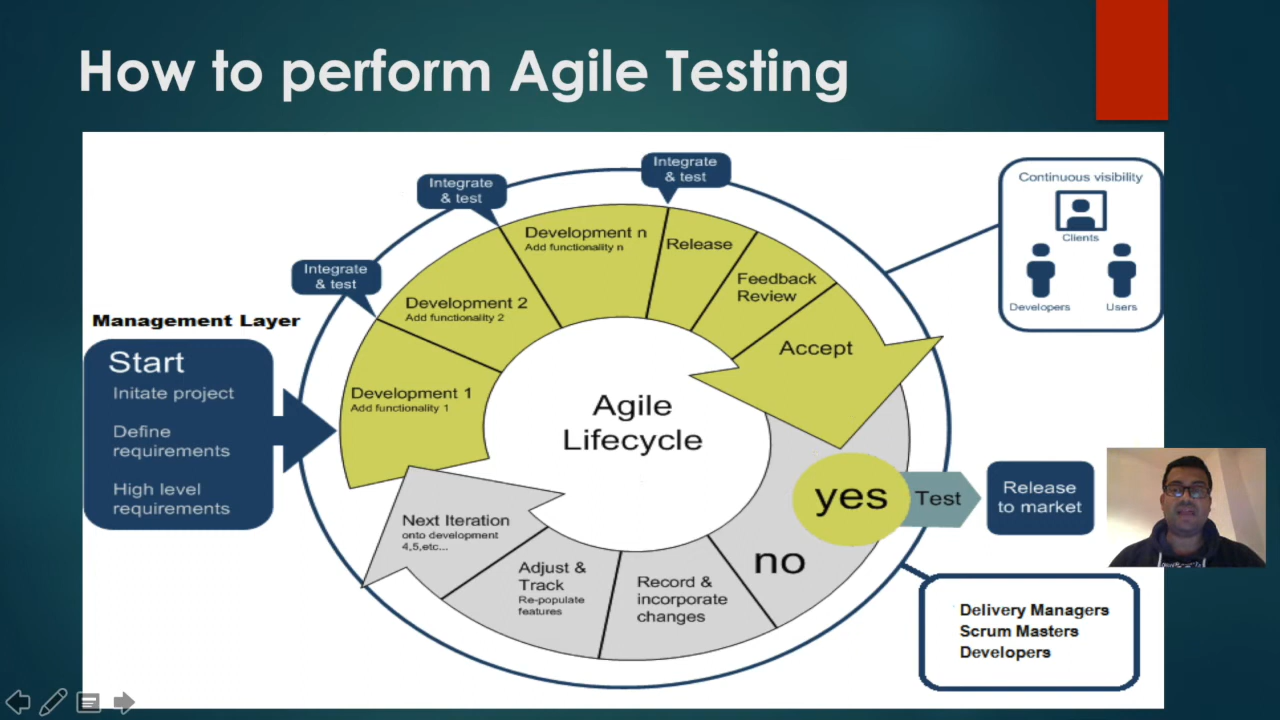 How to perform Agile Testing
Integrate
& test
Integrate
& test
Integrate
& test
Continuous visibility
Clients
Developers
Users
Management Layer
Start
Initate project
Define
requirements
High level
requirements
Development 1
Add functionality 1
Development 2
Add functionality 2
Development n
Add functionality n
Release
Feedback
Review
Accept
Agile
Lifecycle
yes
Test
Release
to market
no
Record &
incorporate
changes
Adjust &
Track
Re-populate
features
Next Iteration
onto development
4,5,etc...
Delivery Managers
Scrum Masters
Developers